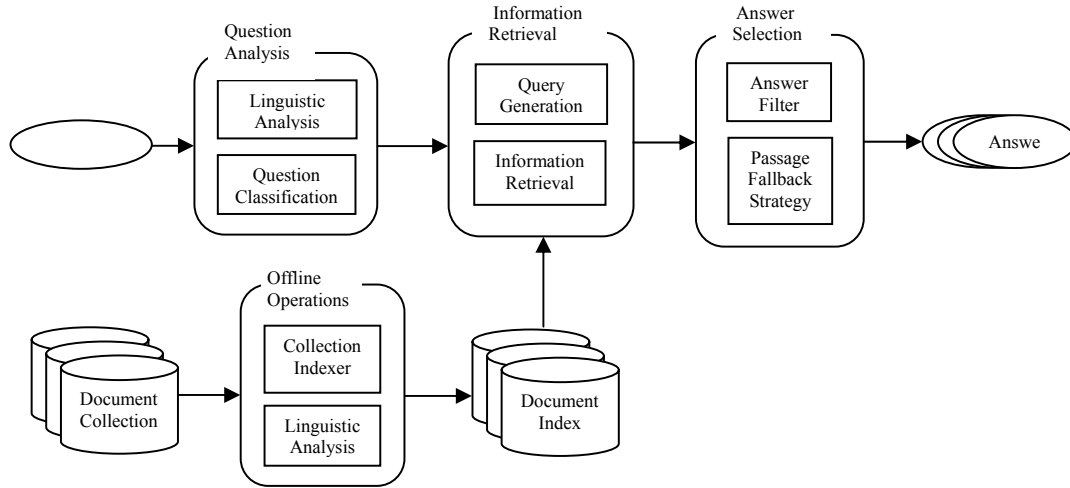 Question
Analysis
Linguistic
Analysis
Question
Classification
Information
Retrieval
Query
Generation
Information
Retrieval
Answer
Selection
Answer
Filter
Passage
Fallback
Strategy
Answe
Offline
Operations
Collection
Indexer
Linguistic
Analysis
Document
Collection
Document
Index